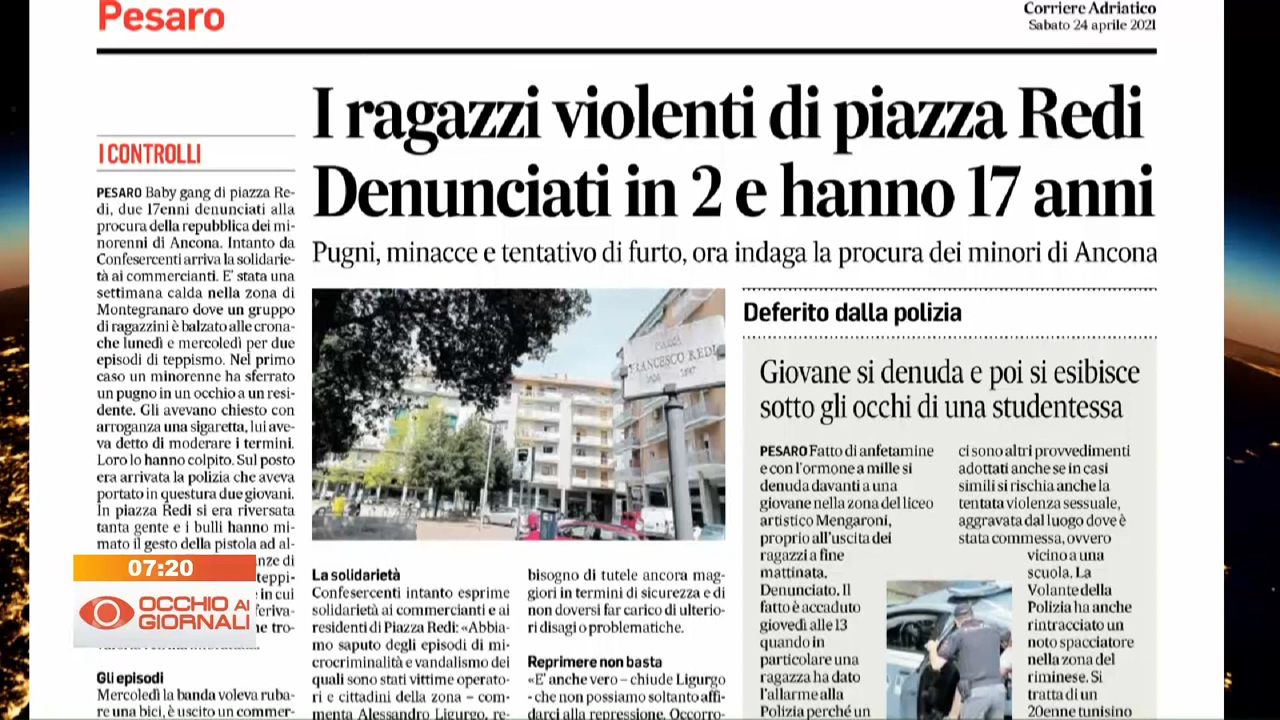 Pesaro
Corriere Adriatico
Sabato 24 aprile 2021
I ragazzi violenti di piazza Redi
Denunciati in 2 e hanno 17 anni
Pugni, minacce e tentativo di furto, ora indaga la procura dei minori di Ancona
I CONTROLLI
PESARO Baby gang di piazza Re-
di, due 17enni denunciati alla
procura della repubblica dei mi-
norenni di Ancona. Intanto da
Confesercenti arriva la solidarie-
tà ai commercianti. E' stata una
settimana calda nella zona di
Montegranaro dove un gruppo
di ragazzini è balzato alle crona-
che lunedì e mercoledì per due
episodi di teppismo. Nel primo
caso un minorenne ha sferrato
un pugno in un occhio a un resi-
dente. Gli avevano chiesto con
arroganza una sigaretta, lui ave-
va detto di moderare i termini.
Loro lo hanno colpito. Sul posto
era arrivata la polizia che aveva
portato in questura due giovani.
In piazza Redi si era riversata
tanta gente e i bulli hanno mi-
mato il gesto della pistola ad al-
nze di
teppi-
in cui
feriva-
ne tro-
Gli episodi
Mercoledì la banda voleva ruba-
re una bici, è uscito un commer-
PIAZZA
FRANCESCO REDI
La solidarietà
Confesercenti intanto esprime
solidarietà ai commercianti e ai
residenti di Piazza Redi: «Abbia-
mo saputo degli episodi di mi-
crocriminalità e vandalismo dei
quali sono stati vittime operato-
ri e cittadini della zona – com-
menta Alessandro Ligurgo, re-
bisogno di tutele ancora mag-
giori in termini di sicurezza e di
non doversi far carico di ulterio-
ri disagi o problematiche.
Reprimere non basta
«E' anche vero – chiude Ligurgo
- che non possiamo soltanto affi-
darci alla repressione. Occorro-
Deferito dalla polizia
Giovane si denuda e poi si esibisce
sotto gli occhi di una studentessa
PESARO Fatto di anfetamine
e con l'ormone a mille si
denuda davanti a una
giovane nella zona del liceo
artistico Mengaroni,
proprio all'uscita dei
ragazzi a fine
mattinata.
Denunciato. Il
fatto è accaduto
giovedì alle 13
quando in
particolare una
ragazza ha dato
l'allarme alla
Polizia perché un
ci sono altri provvedimenti
adottati anche se in casi
simili si rischia anche la
tentata violenza sessuale,
aggravata dal luogo dove è
stata commessa, ovvero
vicino a una
scuola. La
Volante della
Polizia ha anche
rintracciato un
noto spacciatore
nella zona del
riminese. Si
tratta di un
20enne tunisino
07:20
OCCHIO AI
GIORNALI